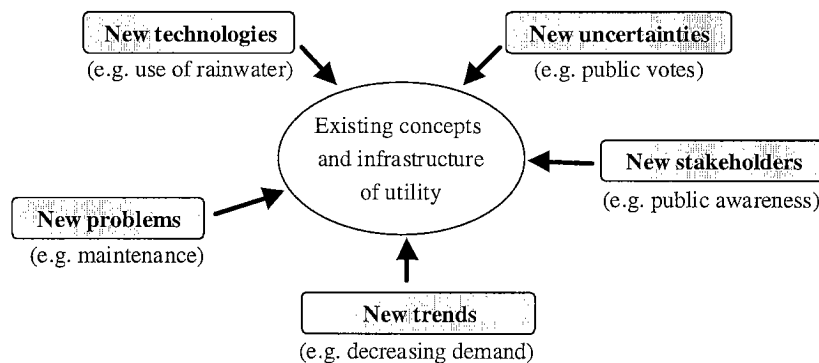 New technologies
(e.g. use of rainwater)
New uncertainties
(e.g. public votes)
Existing concepts
and infrastructure
of utility
New stakeholders
(e.g. public awareness)
New problems
(e.g. maintenance)
New trends
(e.g. decreasing demand)